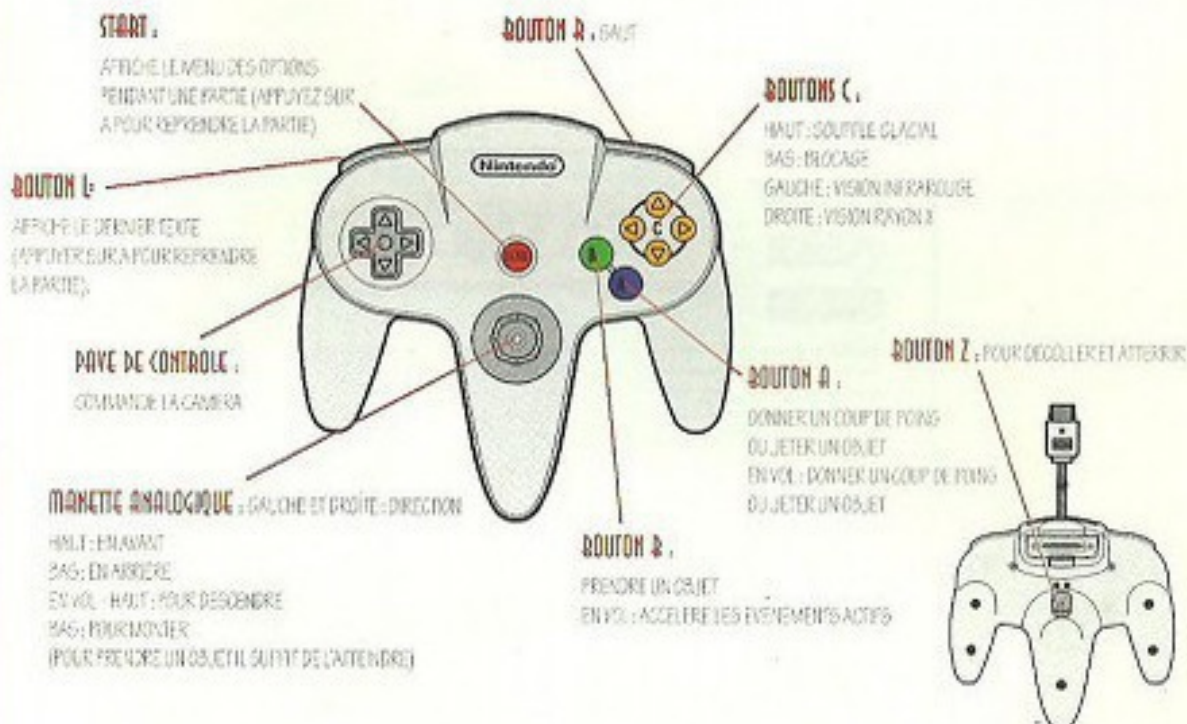 START :
AFFICHE LE MENU DES OPTIONS
PENDANT UNE PARTIE (APPUYEZ SUR
A POUR REPRENDRE LA PARTIE)
BOUTON R : SAUT
BOUTONS C :
HAUT : SOUFFLE GLACIAL
BAS : BLOCAGE
GAUCHE : VISION INFRAROUGE
DROITE : VISION RAYON X
Nintendo
C
BOUTON L:
AFFICHE LE DERNIER TEXTE
(APPUYER SUR A POUR REPRENDRE
LA PARTIE).
PAVE DE CONTROLE :
COMMANDE LA CAMERA
BOUTON Z : POUR DECOLLER ET ATTERRIR
BOUTON A :
DONNER UN COUP DE POING
OU JETER UN OBJET
EN VOL : DONNER UN COUP DE POING
OU JETER UN OBJET
MANETTE ANALOGIQUE : GAUCHE ET DROITE : DIRECTION
HAUT : EN AVANT
BAS : EN ARRIERE
EN VOL - HAUT : POUR DESCENDRE
BAS : POUR MONTER
(POUR PRENDRE UN OBJET IL SUFFIT DE L'ATTENDRE)
BOUTON B :
PRENDRE UN OBJET
EN VOL : ACCELERE LES EVENEMENTS ACTIFS